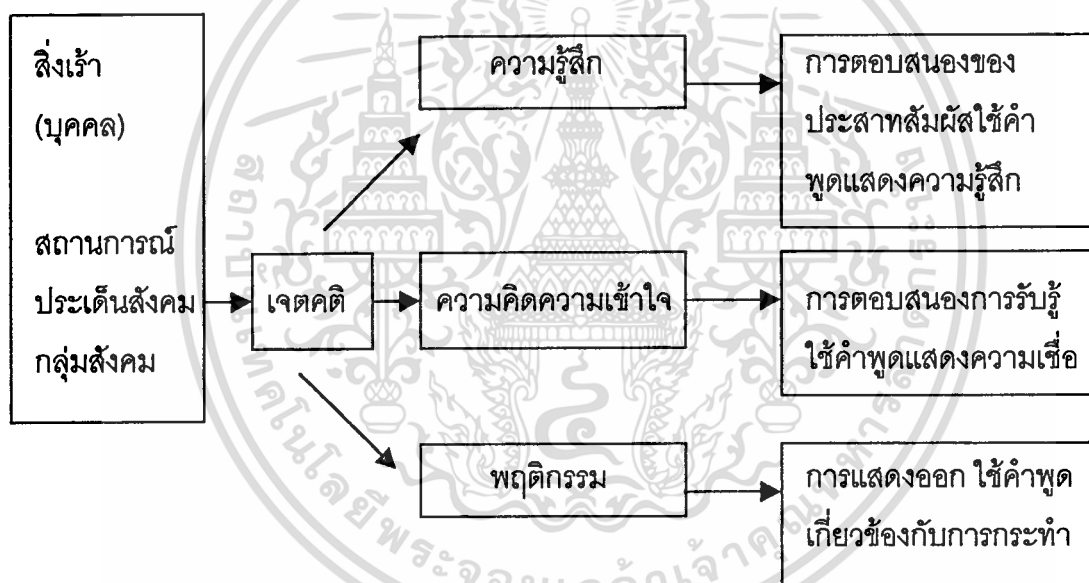 สิ่งเร้า
(บุคคล)
สถานการณ์
ประเด็นสังคม
กลุ่มสังคม
เจตคติ
ความรู้สึก
การตอบสนองของ
ประสาทสัมผัสใช้คำ
พูดแสดงความรู้สึก
ความคิดความเข้าใจ
การตอบสนองการรับรู้
ใช้คำพูดแสดงความเชื่อ
พฤติกรรม
การแสดงออก ใช้คำพูด
เกี่ยวข้องกับการกระทำ